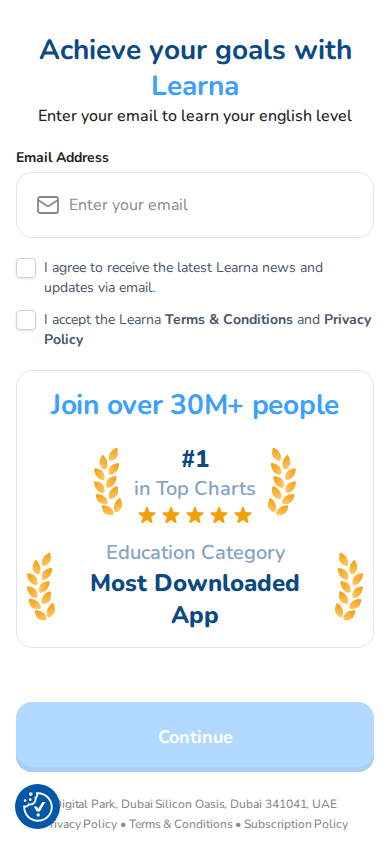 Achieve your goals with
Learna
Enter your email to learn your english level
Email Address
Enter your email
I agree to receive the latest Learna news and
updates via email.
I accept the Learna Terms & Conditions and Privacy
Policy
Join over 30M+ people
#1
in Top Charts
Education Category
Most Downloaded
App
Continue
Digital Park, Dubai Silicon Oasis, Dubai 341041, UAE
Privacy Policy • Terms & Conditions • Subscription Policy